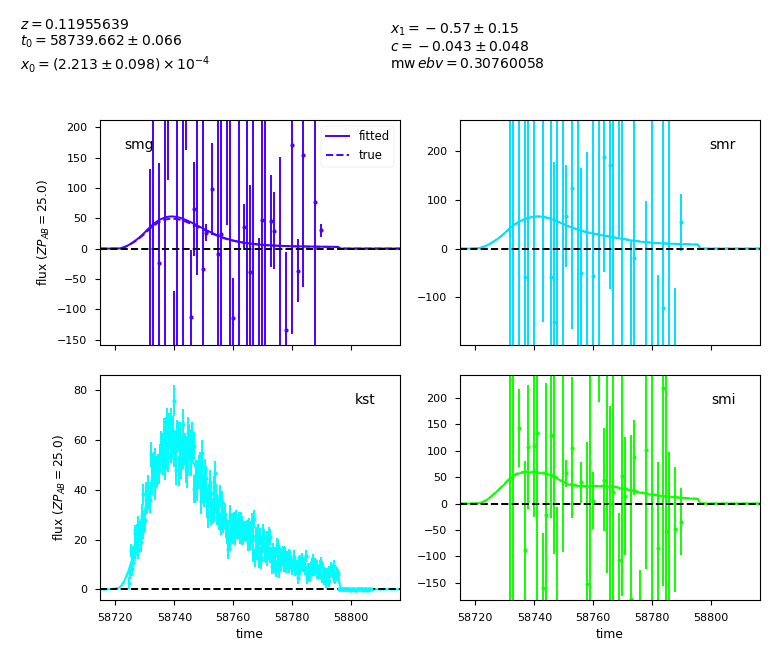 z = 0.11955639
t₀ = 58739.662 ± 0.066
x₀ = (2.213 ± 0.098) × 10⁻⁴
x₁ = −0.57 ± 0.15
c = −0.043 ± 0.048
mw ebv = 0.30760058
200
150
100
50
0
−50
−100
−150
flux (ZP_AB = 25.0)
smg
fitted
true
200
100
0
−100
smr
80
60
40
20
0
flux (ZP_AB = 25.0)
kst
58720
58740
58760
58780
58800
time
200
150
100
50
0
−50
−100
−150
smi
58720
58740
58760
58780
58800
time